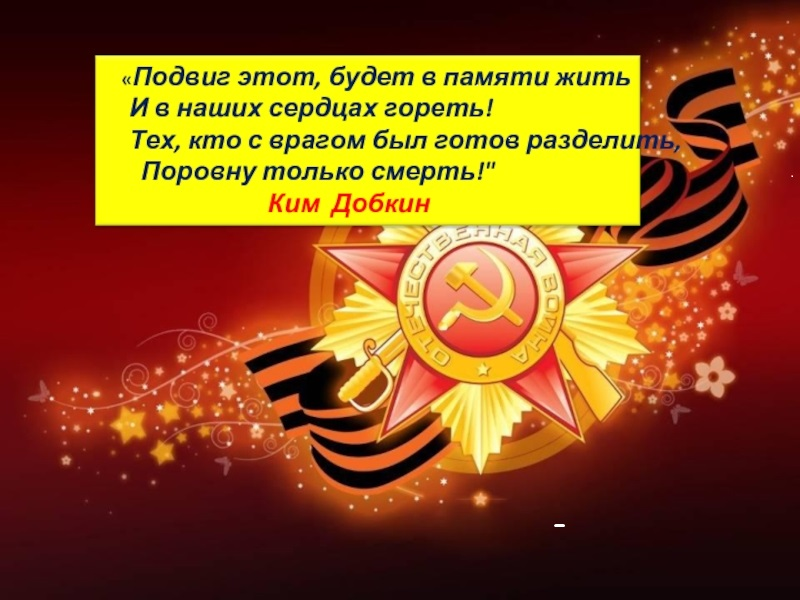 «Подвиг этот, будет в памяти жить
И в наших сердцах гореть!
Тех, кто с врагом был готов разделить,
Поровну только смерть!"
Ким Добкин
ОТЕЧЕСТВЕННАЯ ВОЙНА